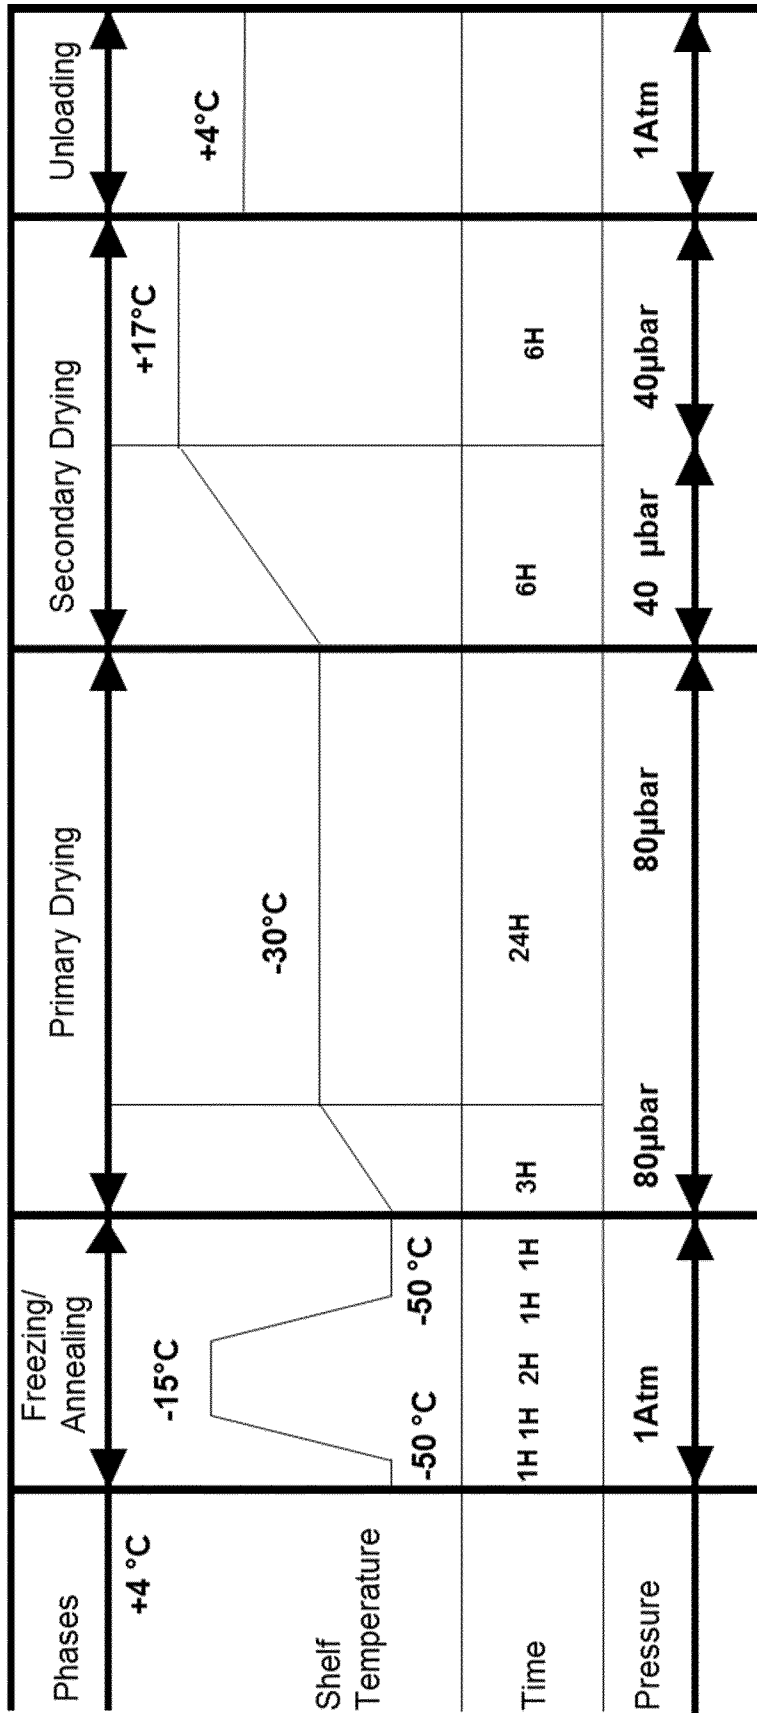 Phases
Freezing/
Annealing
Primary Drying
Secondary Drying
Unloading
+4 °C
Shelf
Temperature
-50 °C
-15°C
-50 °C
-30°C
+17°C
+4°C
Time
1H 1H 2H 1H 1H
3H
24H
6H
6H
Pressure
1Atm
80µbar
80µbar
40 µbar
40µbar
1Atm